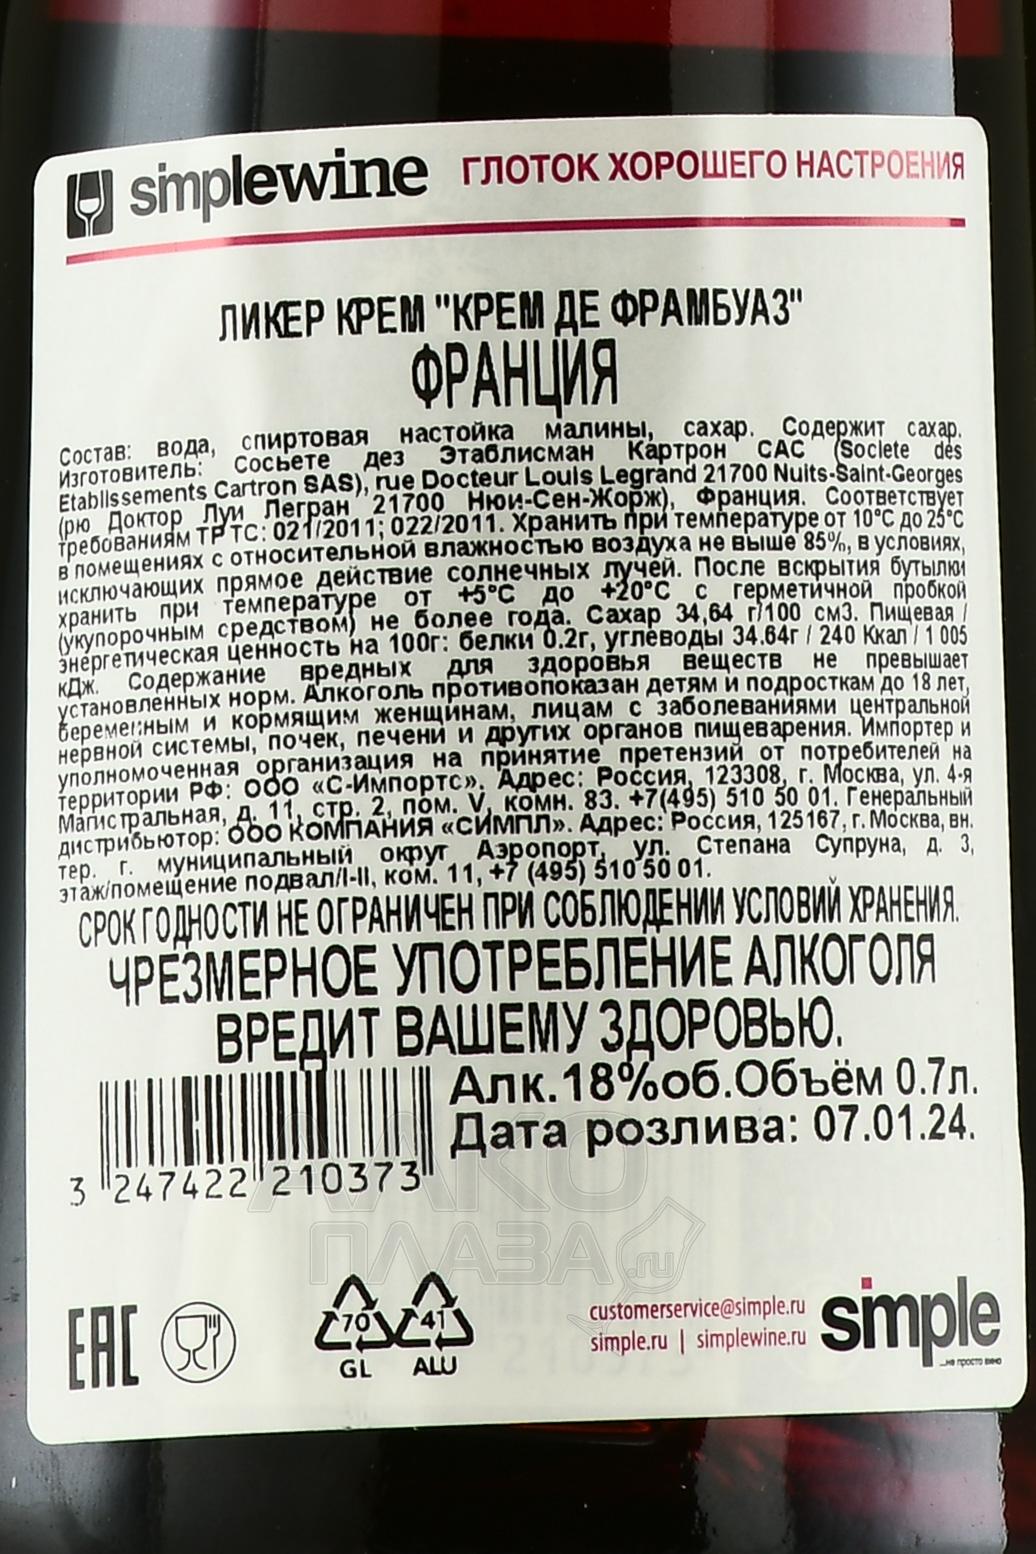 simplewine ГЛОТОК ХОРОШЕГО НАСТРОЕНИЯ
ЛИКЕР КРЕМ "КРЕМ ДЕ ФРАМБУАЗ"
ФРАНЦИЯ
Состав: вода, спиртовая настойка малины, сахар. Содержит сахар.
Изготовитель: Сосьете дез Этаблисман Картрон САС (Societe des
Etablissements Cartron SAS), rue Docteur Louis Legrand 21700 Nuits-Saint-Georges
(рю Доктор Луи Легран 21700 Нюи-Сен-Жорж), Франция. Соответствует
требованиям ТР ТС: 021/2011; 022/2011. Хранить при температуре от 10°С до 25°С
в помещениях с относительной влажностью воздуха не выше 85%, в условиях,
исключающих прямое действие солнечных лучей. После вскрытия бутылки
хранить при температуре от +5°С до +20°С с герметичной пробкой
(укупорочным средством) не более года. Сахар 34,64 г/100 см3. Пищевая /
энергетическая ценность на 100г: белки 0.2г, углеводы 34.64г / 240 Ккал / 1 005
кДж. Содержание вредных для здоровья веществ не превышает
установленных норм. Алкоголь противопоказан детям и подросткам до 18 лет,
беременным и кормящим женщинам, лицам с заболеваниями центральной
нервной системы, почек, печени и других органов пищеварения. Импортер и
уполномоченная организация на принятие претензий от потребителей на
территории РФ: ООО «С-Импортс». Адрес: Россия, 123308, г. Москва, ул. 4-я
Магистральная, д. 11, стр. 2, пом. V, комн. 83. +7(495) 510 50 01. Генеральный
дистрибьютор: ООО КОМПАНИЯ «СИМПЛ». Адрес: Россия, 125167, г. Москва, вн.
тер. г. муниципальный округ Аэропорт, ул. Степана Супруна, д. 3,
этаж/помещение подвал/I-II, ком. 11, +7 (495) 510 50 01.
СРОК ГОДНОСТИ НЕ ОГРАНИЧЕН ПРИ СОБЛЮДЕНИИ УСЛОВИЙ ХРАНЕНИЯ.
ЧРЕЗМЕРНОЕ УПОТРЕБЛЕНИЕ АЛКОГОЛЯ
ВРЕДИТ ВАШЕМУ ЗДОРОВЬЮ.
Алк.18%об.Объём 0.7л.
Дата розлива: 07.01.24.
3 247422 210373
АЛКО
ПЛАЗА.ru
EAC
70 41
GL ALU
customerservice@simple.ru
simple.ru | simplewine.ru
simple
...не просто вино